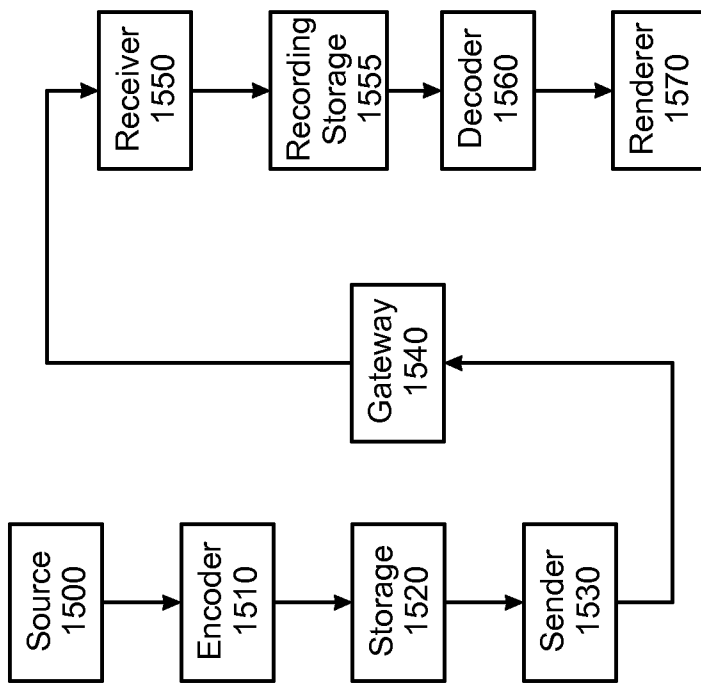 Source
1500
Encoder
1510
Storage
1520
Sender
1530
Gateway
1540
Receiver
1550
Recording
Storage
1555
Decoder
1560
Renderer
1570